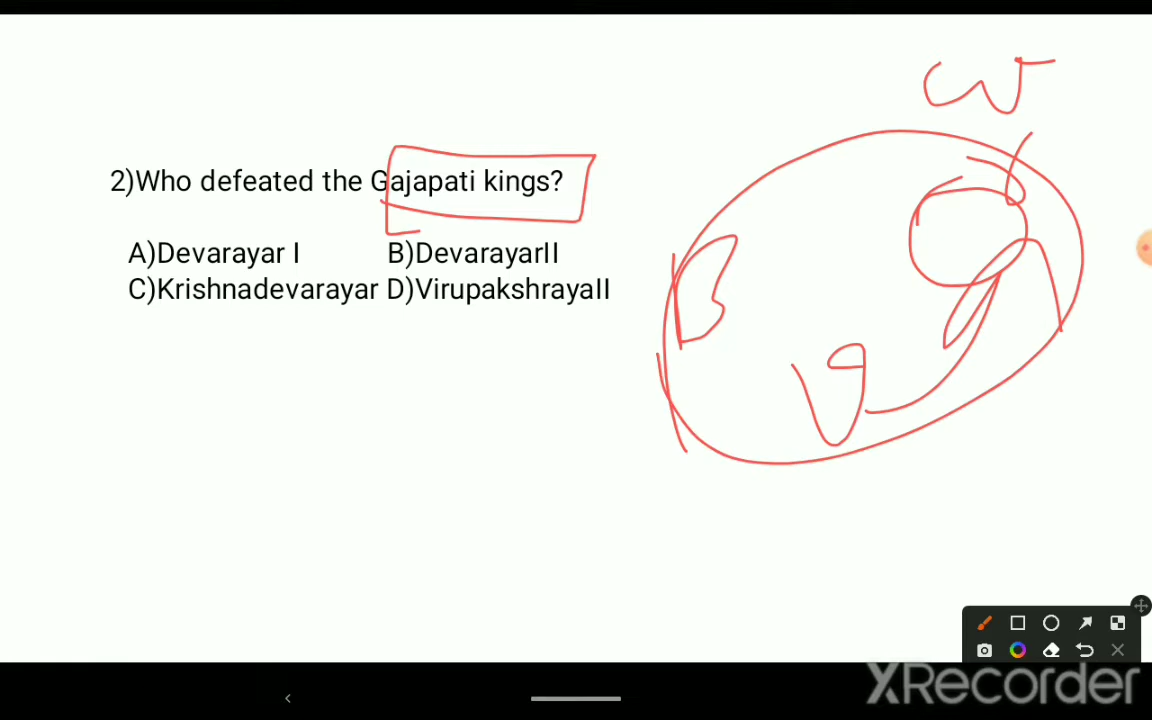 2)Who defeated the Gajapati kings?
A)Devarayar I B)DevarayarII
C)Krishnadevarayar D)VirupakshrayaII
B
V
XRecorder